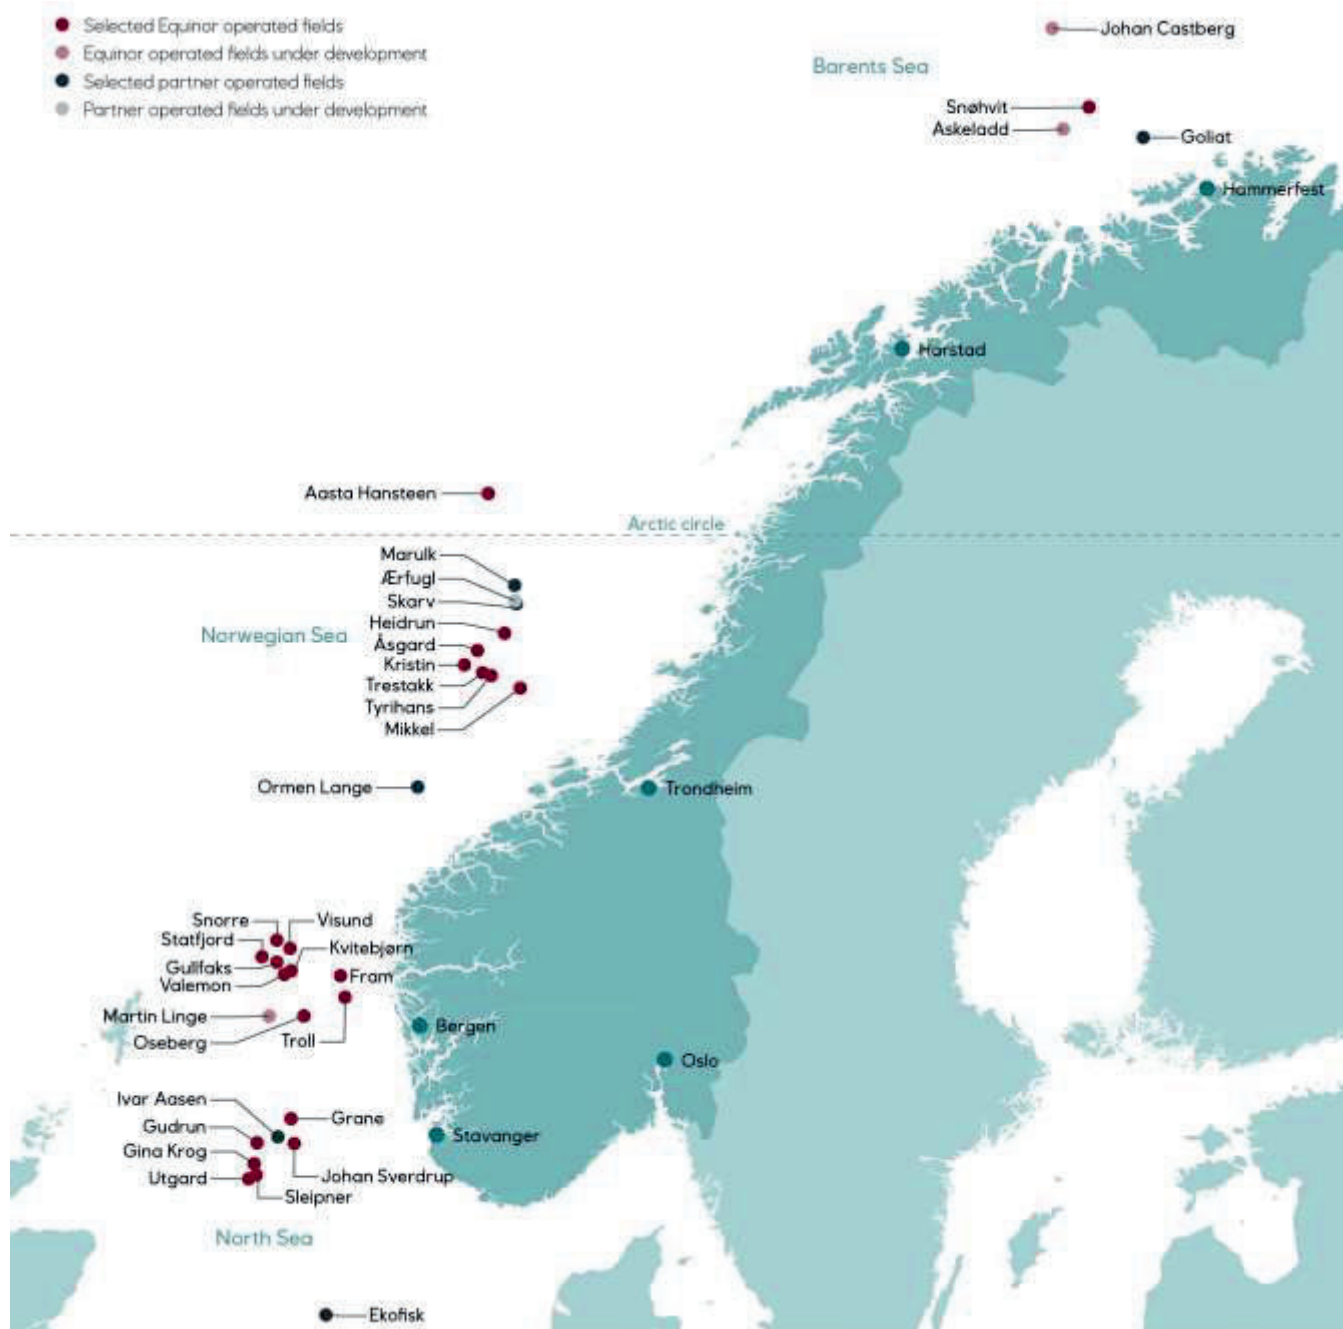 Selected Equinor operated fields
Equinor operated fields under development
Selected partner operated fields
Partner operated fields under development
Johan Castberg
Barents Sea
Snøhvit
Askeladd
Goliat
Hammerfest
Harstad
Aasta Hansteen
Arctic circle
Marulk
Ærfugl
Skarv
Norwegian Sea
Heidrun
Åsgard
Kristin
Trestakk
Tyrihans
Mikkel
Ormen Lange
Trondheim
Snorre
Visund
Statfjord
Kvitebjørn
Gullfaks
Valemon
Fram
Martin Linge
Oseberg
Troll
Bergen
Oslo
Ivar Aasen
Grane
Gudrun
Stavanger
Gina Krog
Utgard
Johan Sverdrup
Sleipner
North Sea
Ekofisk